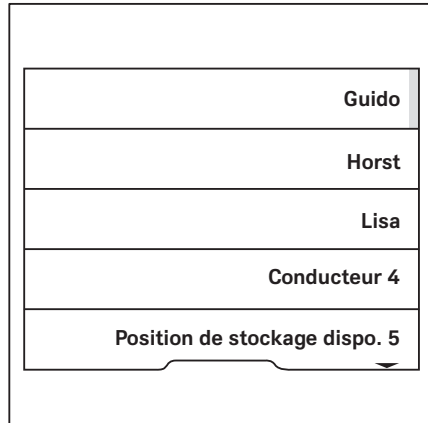 Guido
Horst
Lisa
Conducteur 4
Position de stockage dispo. 5